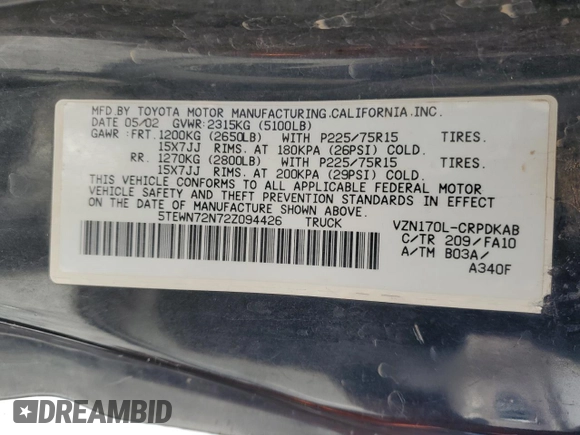 MFD.BY TOYOTA MOTOR MANUFACTURING.CALIFORNIA.INC.
DATE 05/02 GVWR:2315KG (5100LB)
GAWR:FRT.1200KG (2650LB) WITH P225/75R15 TIRES.
15X7JJ RIMS. AT 180KPA (26PSI) COLD.
RR. 1270KG (2800LB) WITH P225/75R15 TIRES.
15X7JJ RIMS. AT 200KPA (29PSI) COLD.
THIS VEHICLE CONFORMS TO ALL APPLICABLE FEDERAL MOTOR
VEHICLE SAFETY AND THEFT PREVENTION STANDARDS IN EFFECT
ON THE DATE OF MANUFACTURE SHOWN ABOVE.
5TEWN72N72Z094426 TRUCK VZN170L-CRPDKAB
C/TR 209/FA10
A/TM B03A/
A340F
DREAMBID